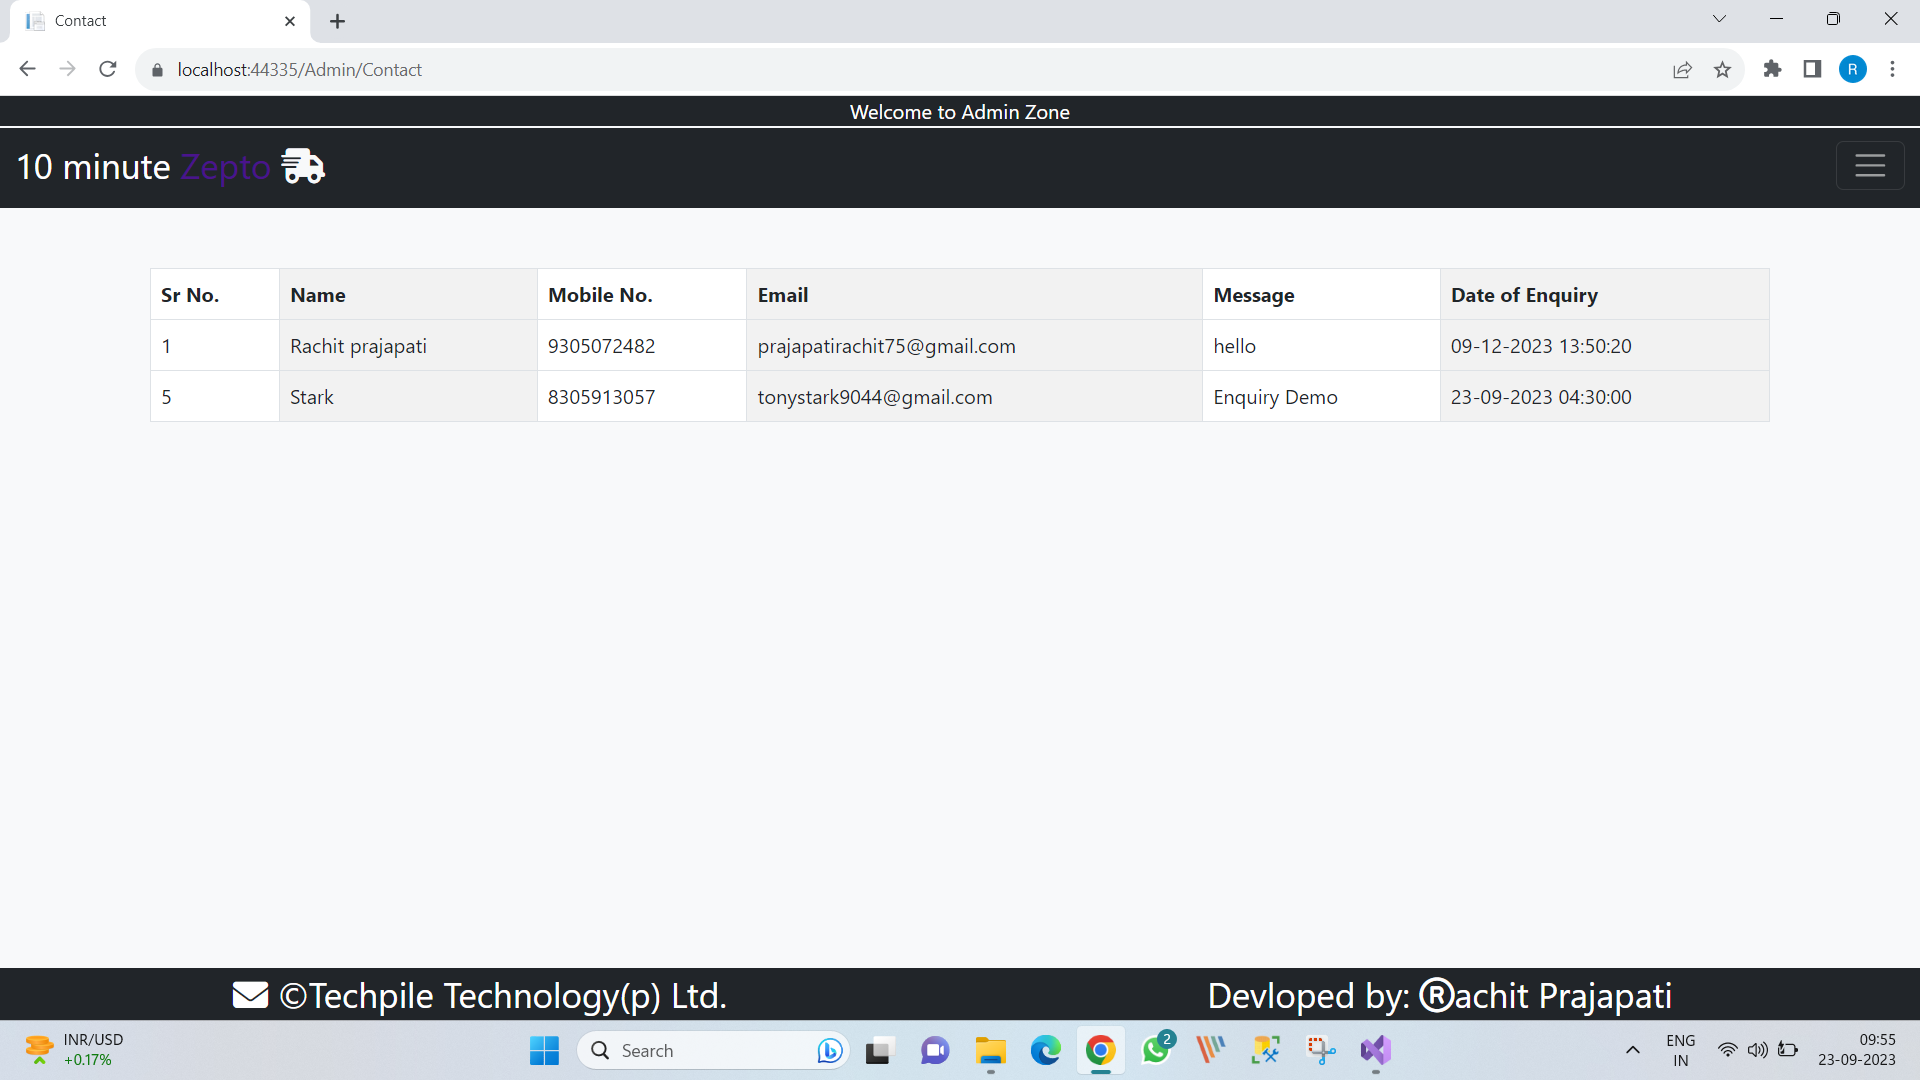 Contact
localhost:44335/Admin/Contact
R
Welcome to Admin Zone
10 minute Zepto
Sr No. Name Mobile No. Email Message Date of Enquiry
1 Rachit prajapati 9305072482 prajapatirachit75@gmail.com hello 09-12-2023 13:50:20
5 Stark 8305913057 tonystark9044@gmail.com Enquiry Demo 23-09-2023 04:30:00
©Techpile Technology(p) Ltd. Devloped by: ®achit Prajapati
INR/USD
+0.17%
Search
2
ENG
IN
09:55
23-09-2023